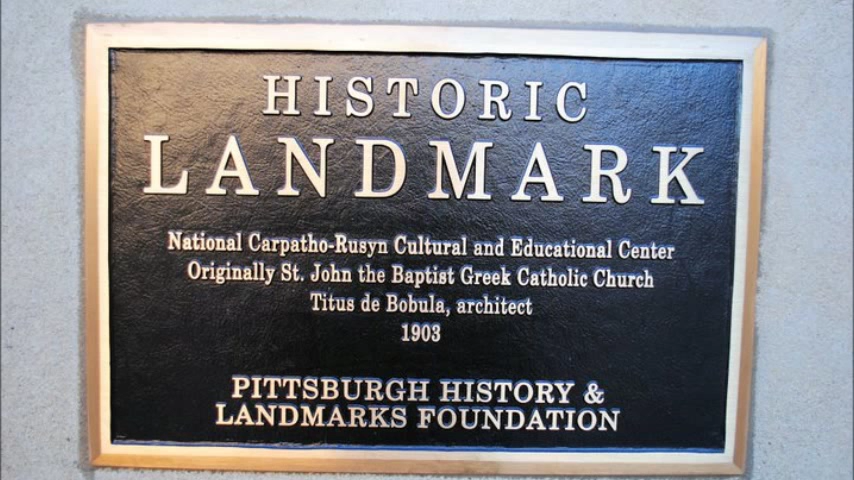 HISTORIC
LANDMARK
National Carpatho-Rusyn Cultural and Educational Center
Originally St. John the Baptist Greek Catholic Church
Titus de Bobula, architect
1903
PITTSBURGH HISTORY &
LANDMARKS FOUNDATION